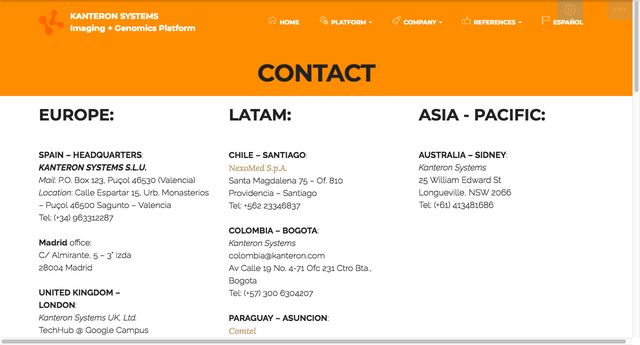 KANTERON SYSTEMS
Imaging + Genomics Platform
HOME
PLATFORM
COMPANY
REFERENCES
ESPAÑOL
CONTACT
EUROPE:
SPAIN – HEADQUARTERS:
KANTERON SYSTEMS S.L.U.
Mail: P.O. Box 123, Puçol 46530 (Valencia)
Location: Calle Espartar 15, Urb. Monasterios
– Puçol 46500 Sagunto – Valencia
Tel: (+34) 963312287
Madrid office:
C/ Almirante, 5 – 3° izda
28004 Madrid
UNITED KINGDOM –
LONDON:
Kanteron Systems UK, Ltd.
TechHub @ Google Campus
LATAM:
CHILE – SANTIAGO:
NexoMed S.p.A.
Santa Magdalena 75 – Of. 810
Providencia – Santiago
Tel: +562 23346837
COLOMBIA – BOGOTA:
Kanteron Systems
colombia@kanteron.com
Av Calle 19 No. 4-71 Ofc 231 Ctro Bta.,
Bogota
Tel: (+57) 300 6304207
PARAGUAY – ASUNCION:
Comtel
ASIA - PACIFIC:
AUSTRALIA – SIDNEY:
Kanteron Systems
25 William Edward St
Longueville, NSW 2066
Tel: (+61) 413481686